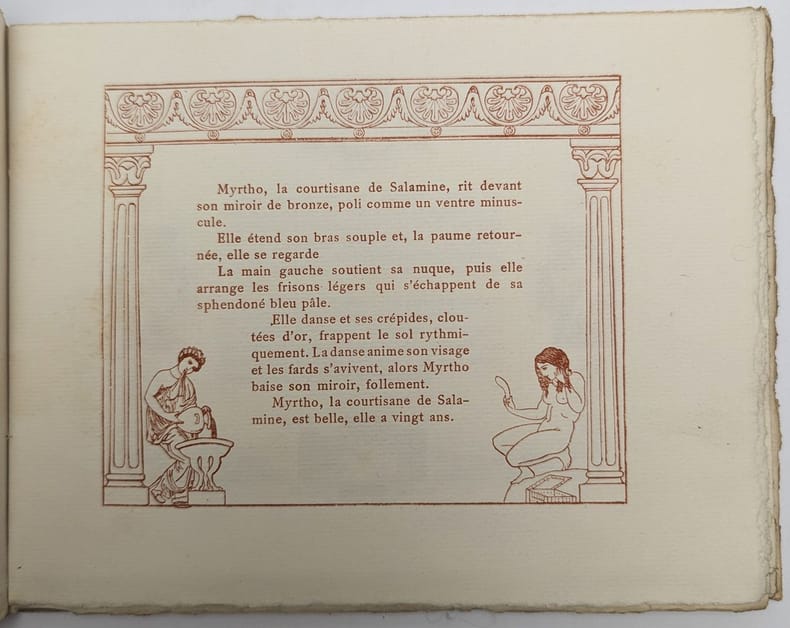 Myrtho, la courtisane de Salamine, rit devant
son miroir de bronze, poli comme un ventre minus-
cule.
Elle étend son bras souple et, la paume retour-
née, elle se regarde
La main gauche soutient sa nuque, puis elle
arrange les frisons légers qui s'échappent de sa
sphendoné bleu pâle.
Elle danse et ses crépides, clou-
tées d'or, frappent le sol rythmi-
quement. La danse anime son visage
et les fards s'avivent, alors Myrtho
baise son miroir, follement.
Myrtho, la courtisane de Sala-
mine, est belle, elle a vingt ans.